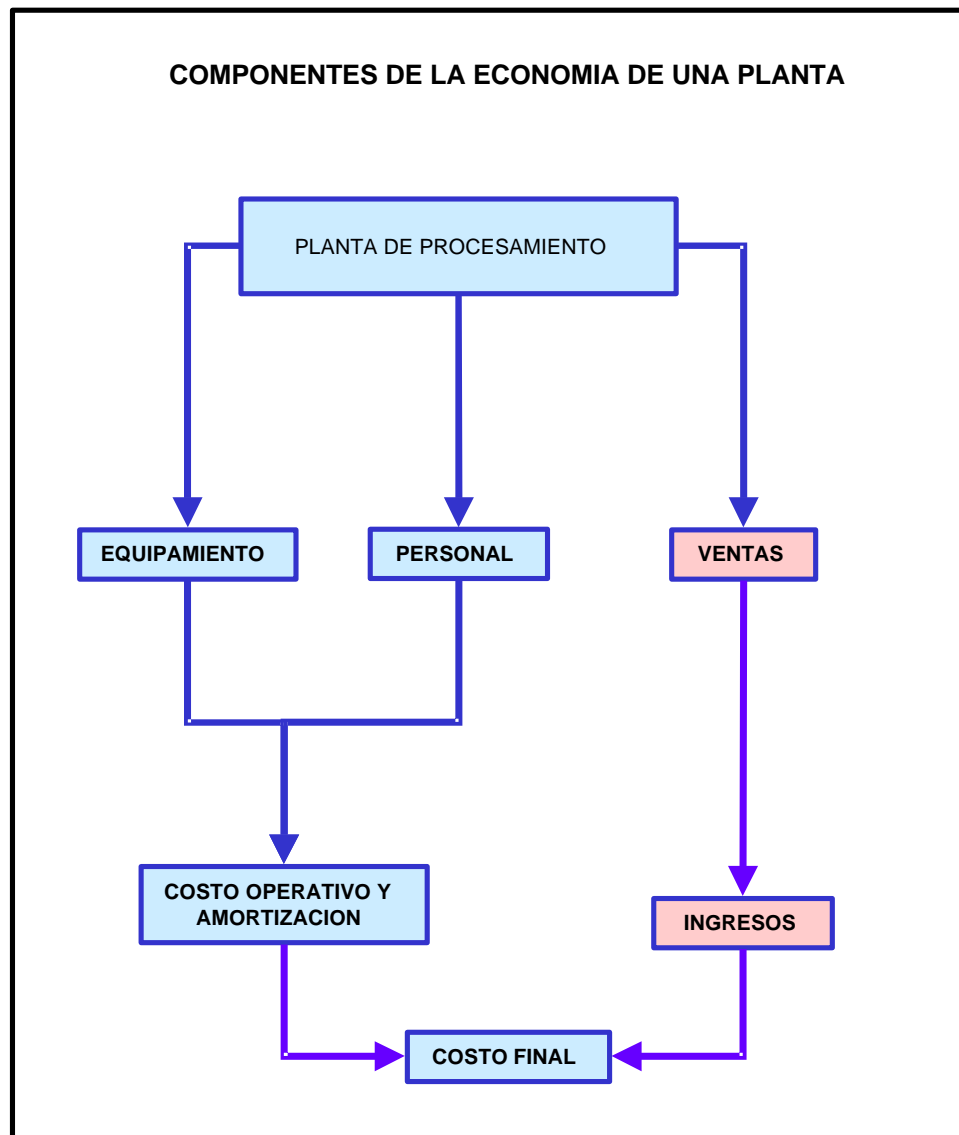 COMPONENTES DE LA ECONOMIA DE UNA PLANTA
PLANTA DE PROCESAMIENTO
EQUIPAMIENTO
PERSONAL
VENTAS
COSTO OPERATIVO Y
AMORTIZACION
INGRESOS
COSTO FINAL